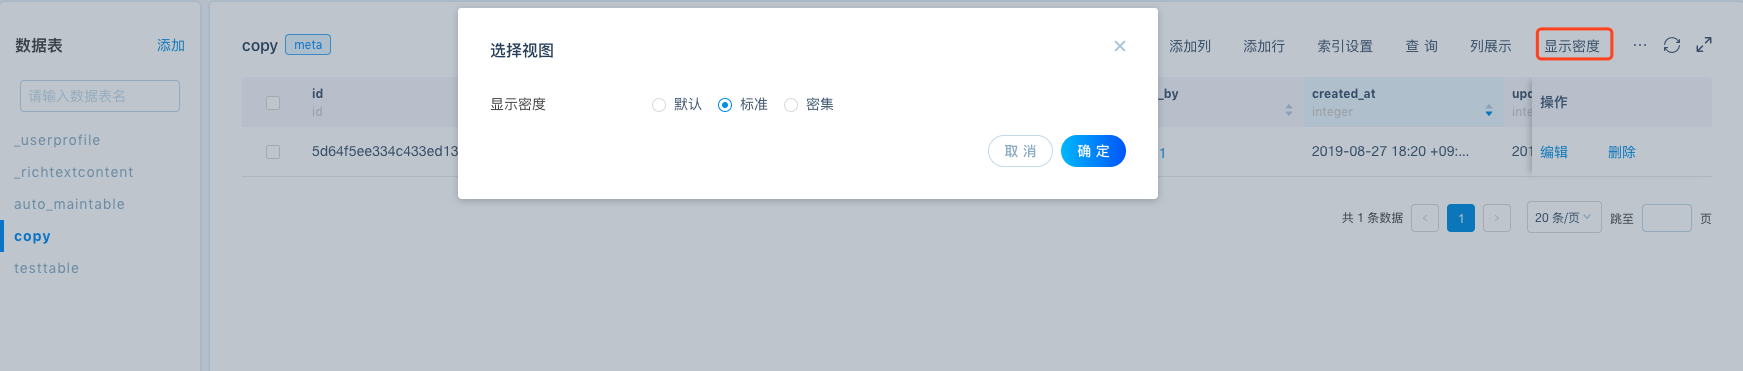 数据表
添加
请输入数据表名
_userprofile
_richtextcontent
auto_maintable
copy
testtable
copy meta
添加列 添加行 索引设置 查 询 列展示 显示密度 ···
id
id
_by
created_at
integer
操作
5d64f5ee334c433ed13
1
2019-08-27 18:20 +09:...
201
编辑 删除
共 1 条数据 < 1 > 20 条/页 跳至 页
选择视图
显示密度 默认 标准 密集
取 消 确 定